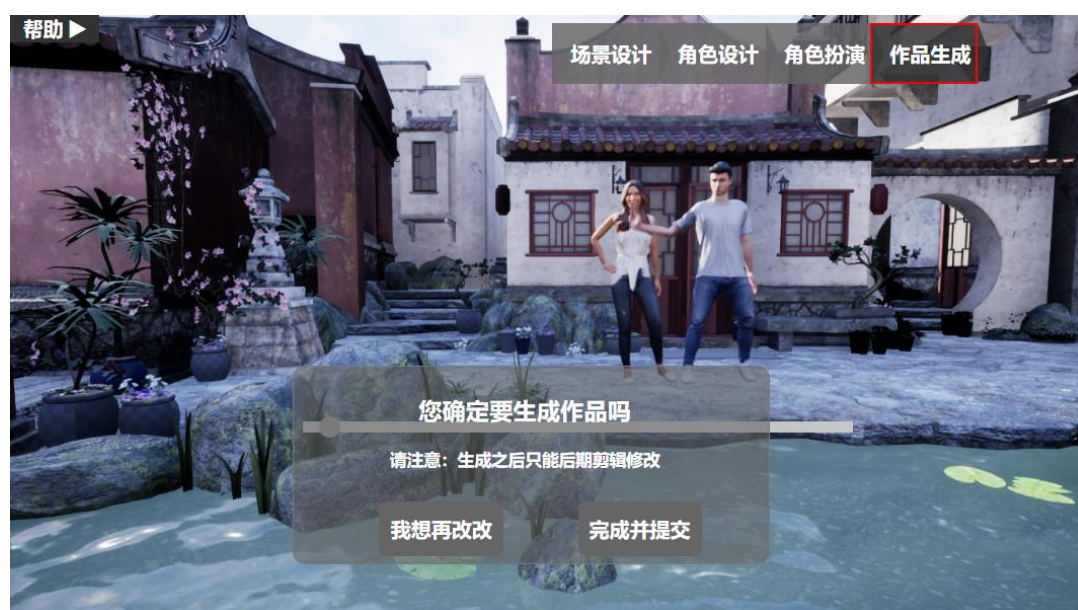 帮助▶
场景设计 角色设计 角色扮演 作品生成
您确定要生成作品吗
请注意：生成之后只能后期剪辑修改
我想再改改 完成并提交